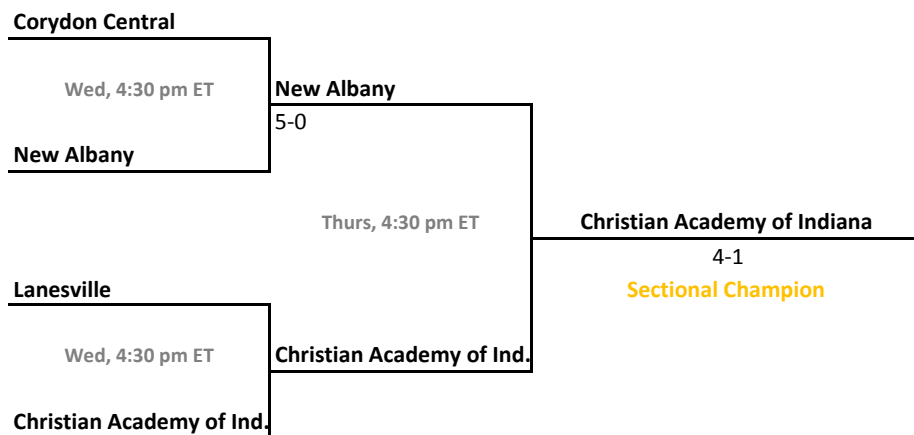 Corydon Central
Wed, 4:30 pm ET
New Albany
5-0
New Albany
Thurs, 4:30 pm ET
Christian Academy of Indiana
4-1
Sectional Champion
Lanesville
Wed, 4:30 pm ET
Christian Academy of Ind.
Christian Academy of Ind.